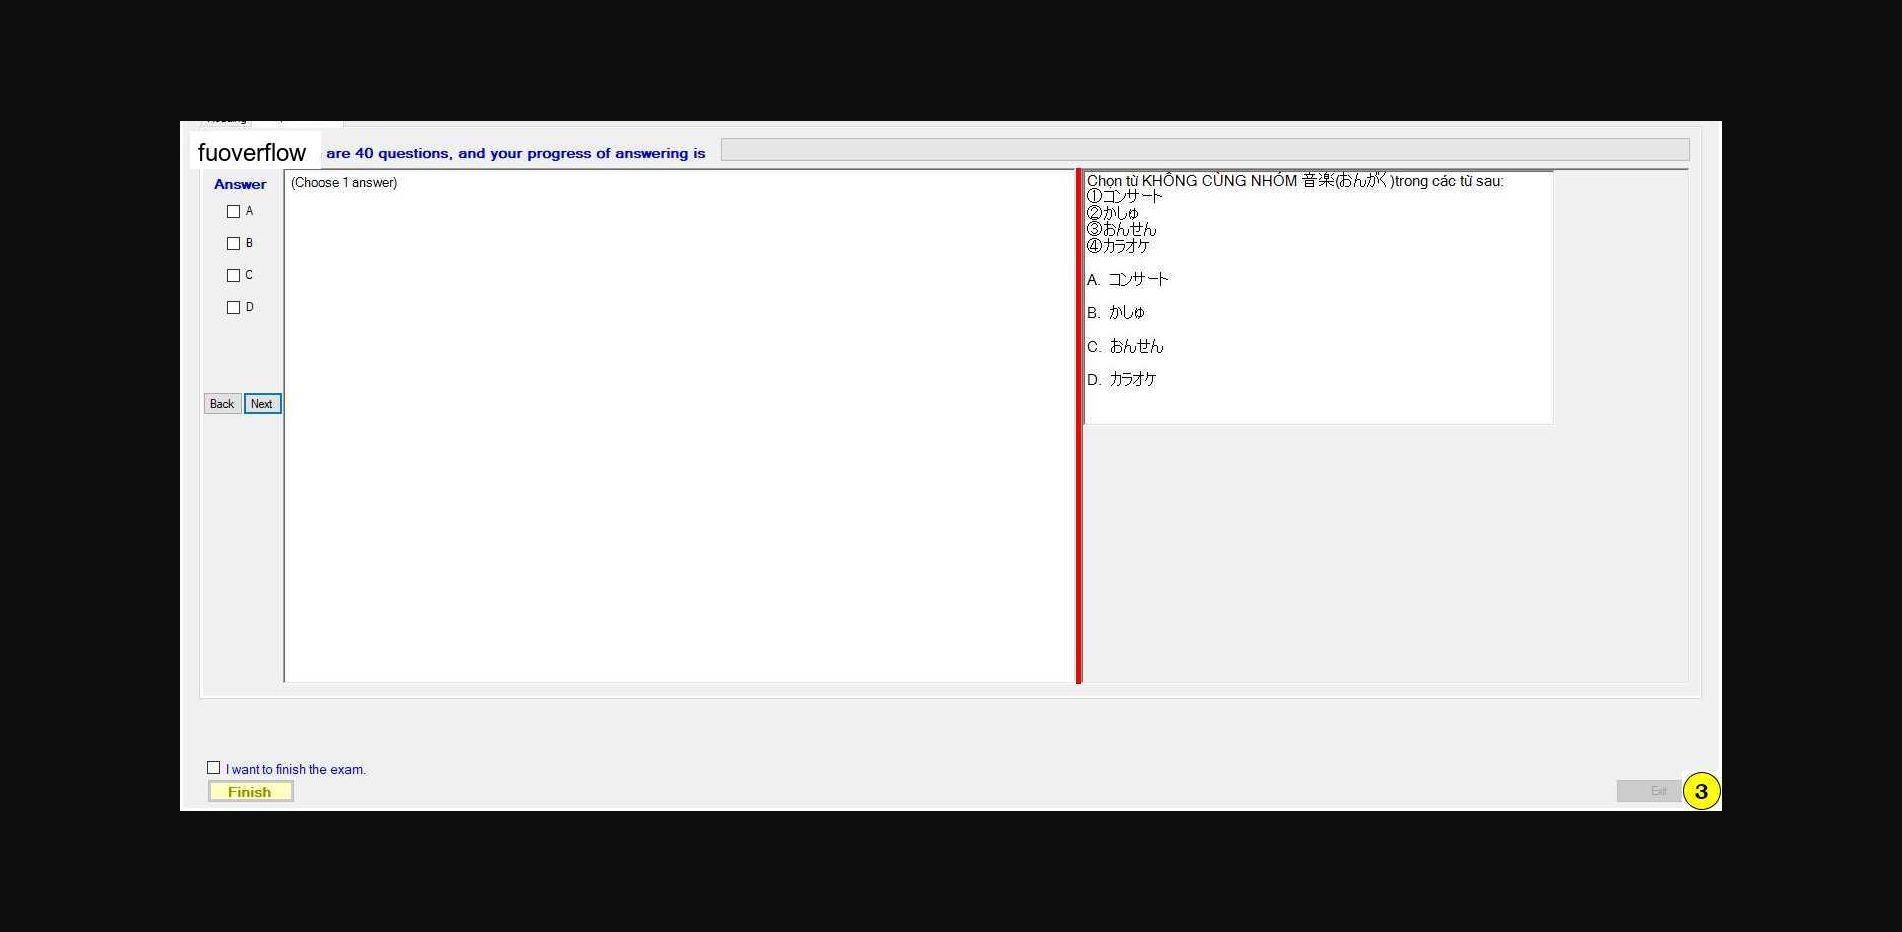 fuoverflow are 40 questions, and your progress of answering is
Answer
(Choose 1 answer)
A
B
C
D
Back Next
Chọn từ KHÔNG CÙNG NHÓM 音楽(おんがく)trong các từ sau:
①コンサート
②かしゅ
③おんせん
④カラオケ
A. コンサート
B. かしゅ
C. おんせん
D. カラオケ
I want to finish the exam.
Finish
Exit
3